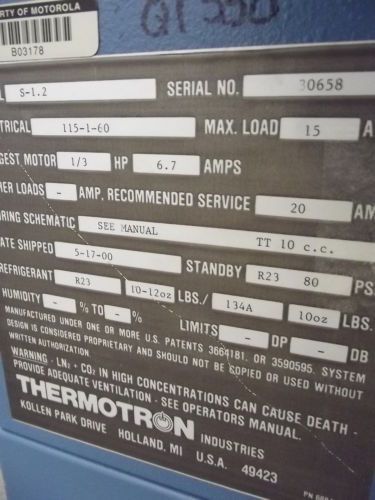 RTY OF MOTOROLA
B03178
QT550
L S-1.2 SERIAL NO. 30658
TRICAL 115-1-60 MAX. LOAD 15 A
GEST MOTOR 1/3 HP 6.7 AMPS
HER LOADS - AMP, RECOMMENDED SERVICE 20 AM
RING SCHEMATIC SEE MANUAL TT 10 c.c.
ATE SHIPPED 5-17-00 STANDBY R23 80 PS
REFRIGERANT R23 10-12oz LBS./ 134A 10oz LBS.
HUMIDITY - % TO - % LIMITS - DP - DB
MANUFACTURED UNDER ONE OR MORE U.S. PATENTS 3664181, OR 3590595. SYSTEM
DESIGN IS CONSIDERED PROPRIETARY AND SHOULD NOT BE COPIED OR USED WITHOUT
WRITTEN AUTHORIZATION.
WARNING - LN₂ + CO₂ IN HIGH CONCENTRATIONS CAN CAUSE DEATH -
PROVIDE ADEQUATE VENTILATION - SEE OPERATORS MANUAL.
THERMOTRON INDUSTRIES
KOLLEN PARK DRIVE HOLLAND, MI U.S.A. 49423